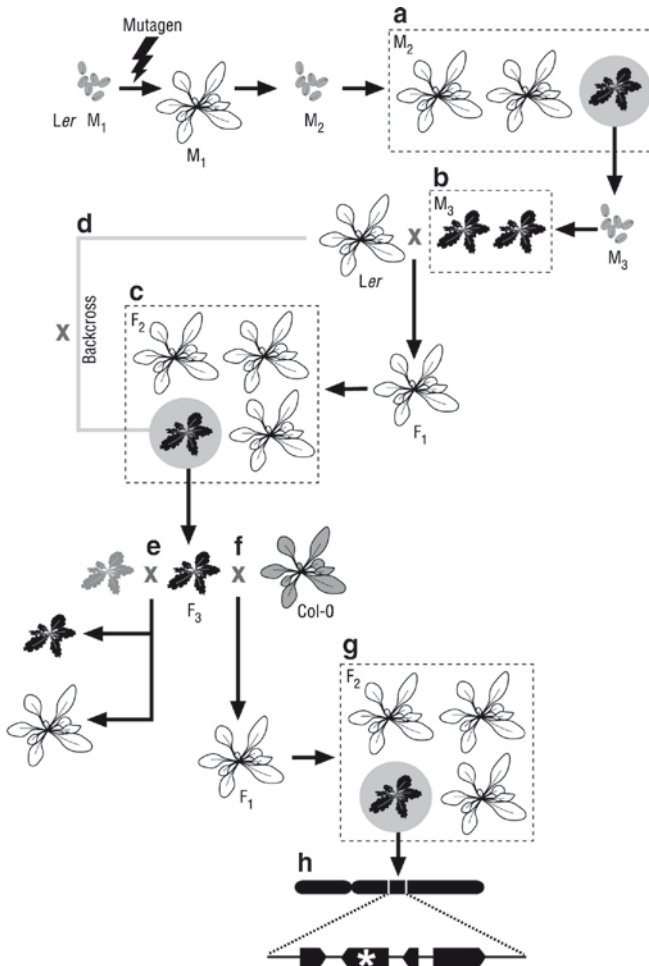 a
Mutagen
M2
Ler M1
M1
M2
b
M3
M3
d
Ler
X
c
F2
X
Backcross
F1
e
f
X
X
F3
Col-0
g
F2
F1
h
*